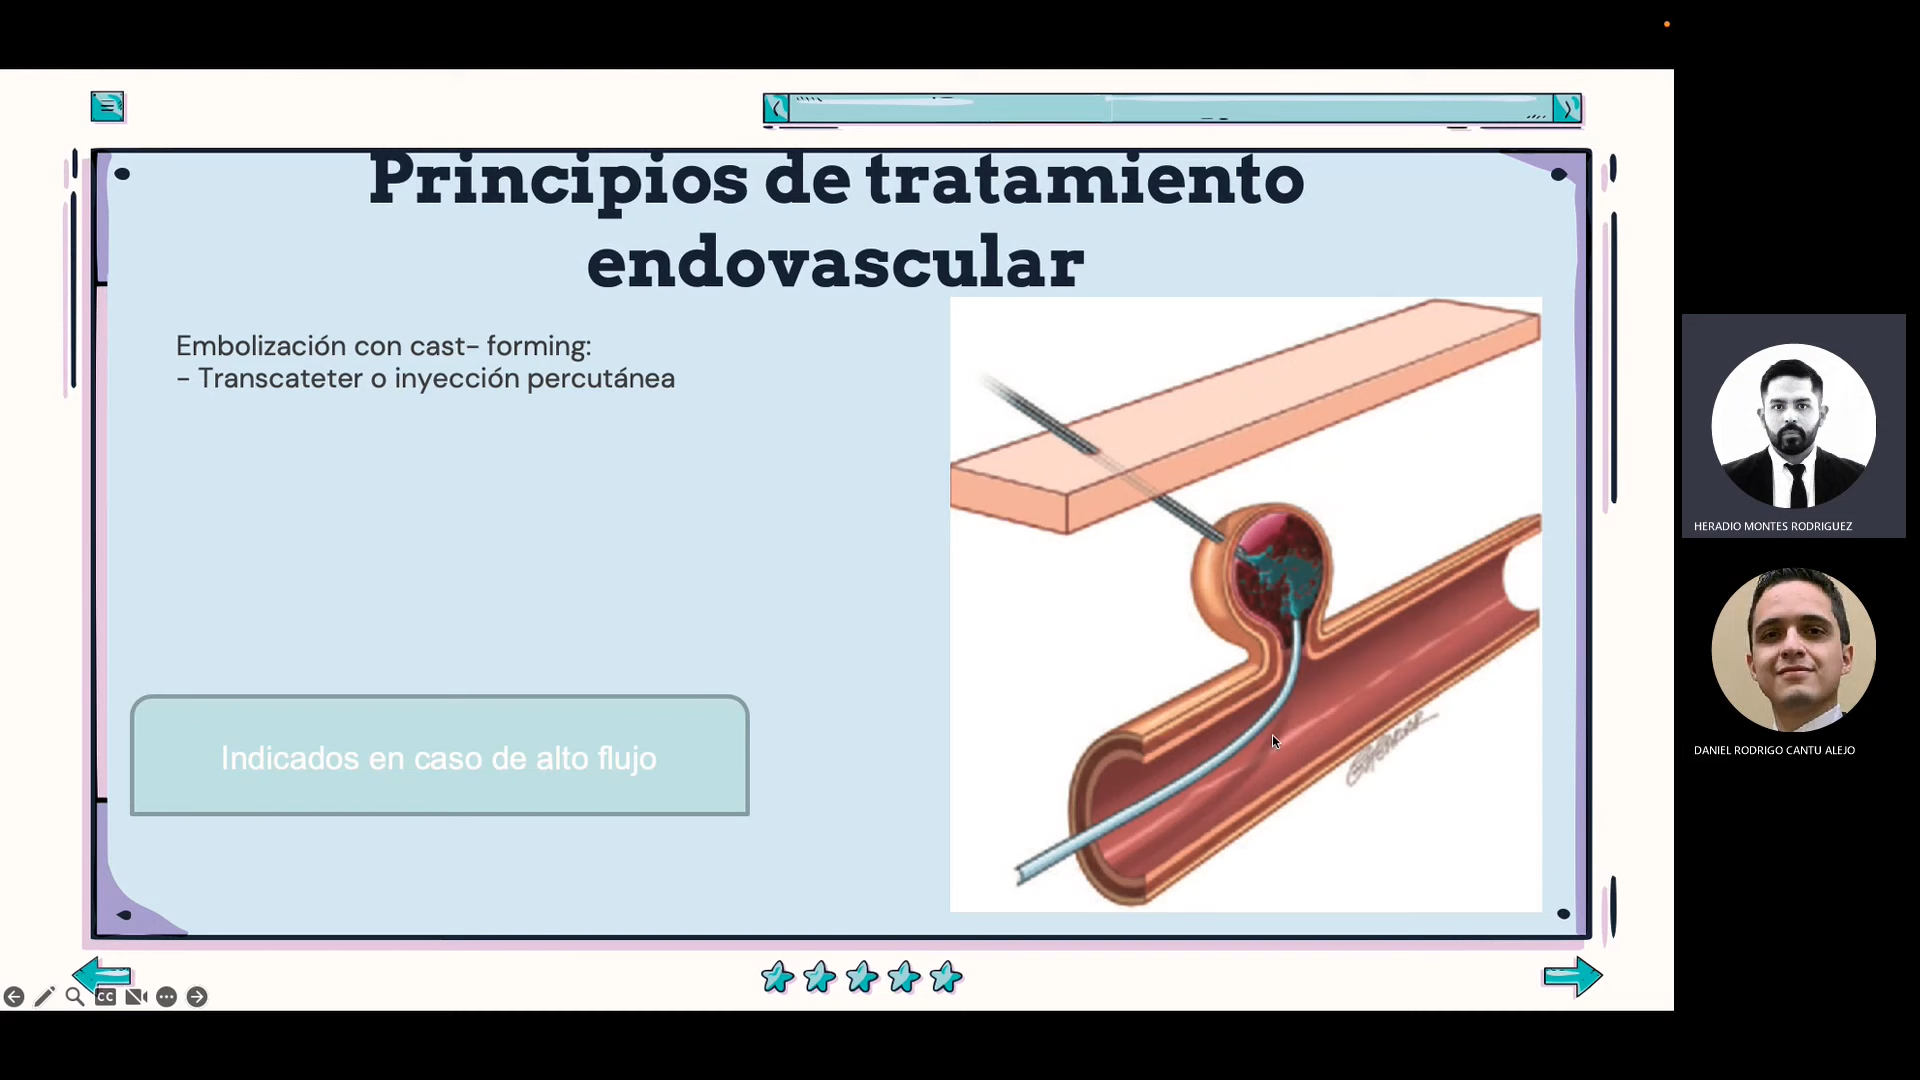 Principios de tratamiento
endovascular
Embolización con cast- forming:
- Transcateter o inyección percutánea
Indicados en caso de alto flujo
HERADIO MONTES RODRIGUEZ
DANIEL RODRIGO CANTU ALEJO
CC